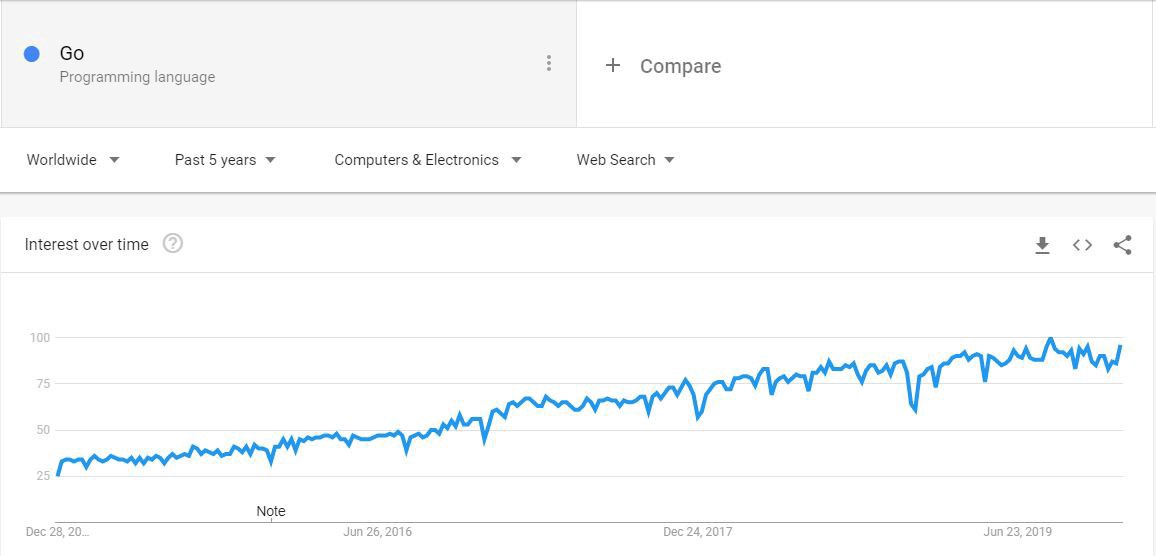 Go
Programming language
+ Compare
Worldwide
Past 5 years
Computers & Electronics
Web Search
Interest over time ?
100
75
50
25
Note
Dec 28, 20...
Jun 26, 2016
Dec 24, 2017
Jun 23, 2019